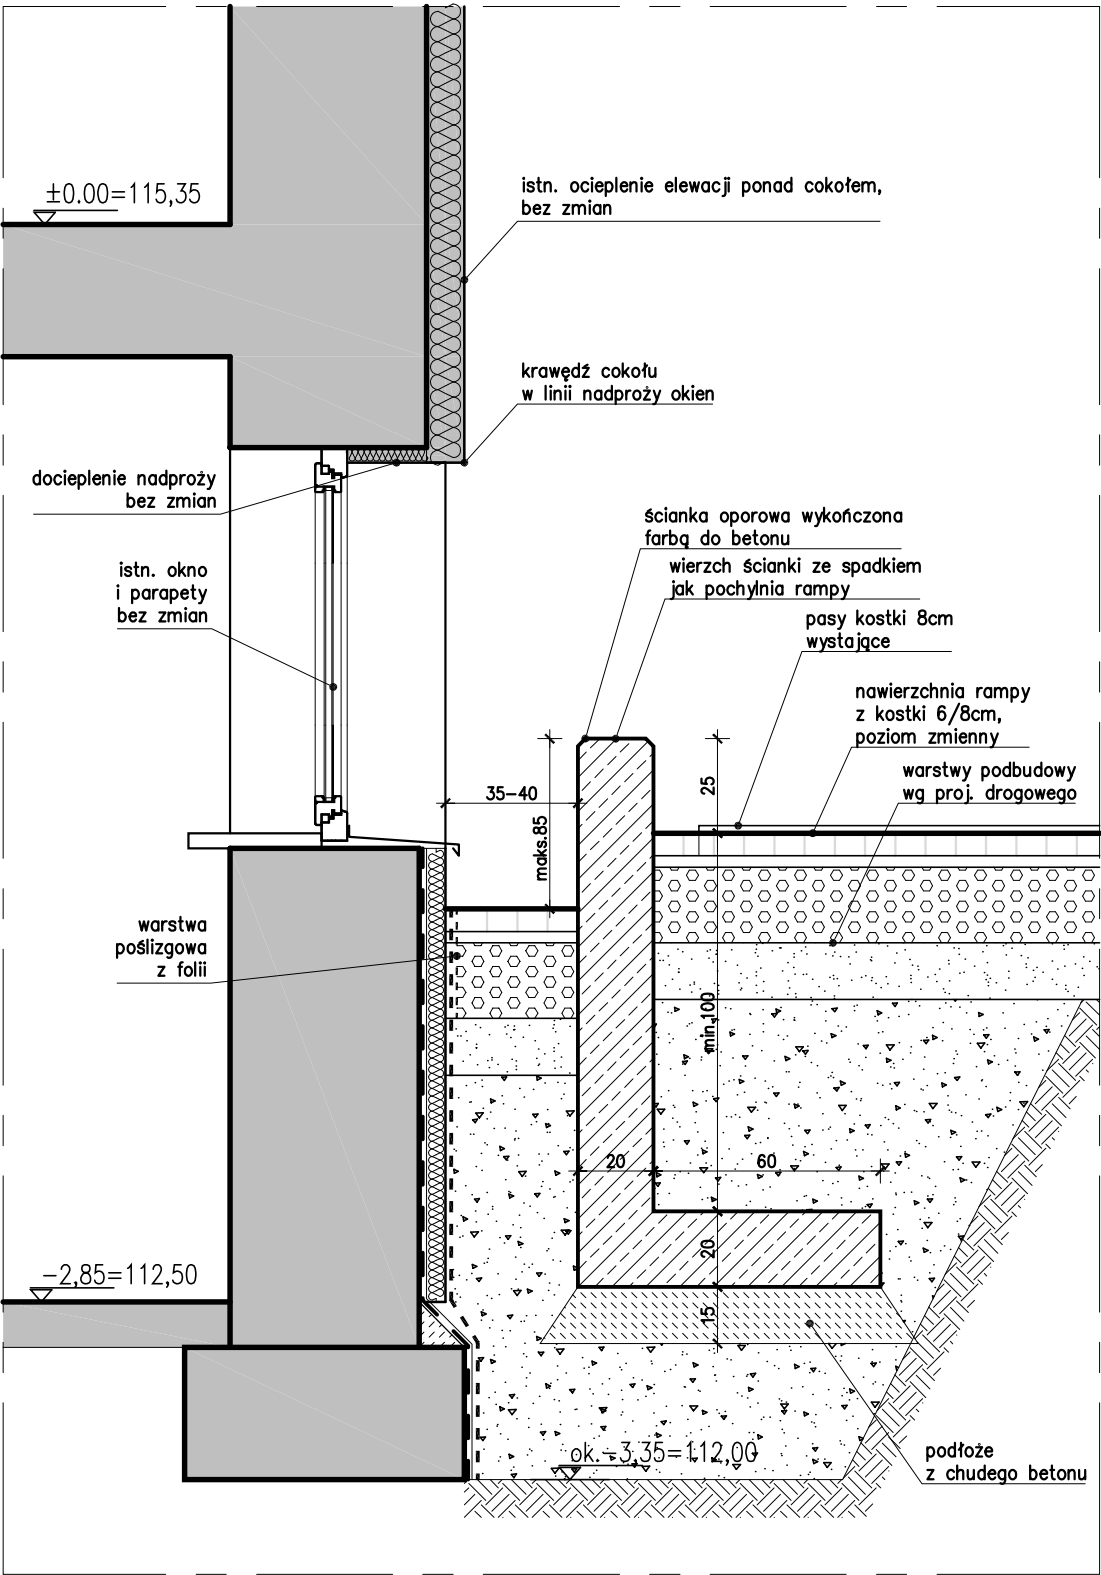 ±0.00=115,35
istn. ocieplenie elewacji ponad cokołem,
bez zmian
krawędź cokołu
w linii nadproży okien
docieplenie nadproży
bez zmian
ścianka oporowa wykończona
farbą do betonu
wierzch ścianki ze spadkiem
jak pochylnia rampy
istn. okno
i parapety
bez zmian
pasy kostki 8cm
wystające
nawierzchnia rampy
z kostki 6/8cm,
poziom zmienny
warstwy podbudowy
wg proj. drogowego
35-40
25
maks.85
warstwa
poślizgowa
z folii
min.100
20
60
20
-2,85=112,50
15
ok.-3,35=112,00
podłoże
z chudego betonu